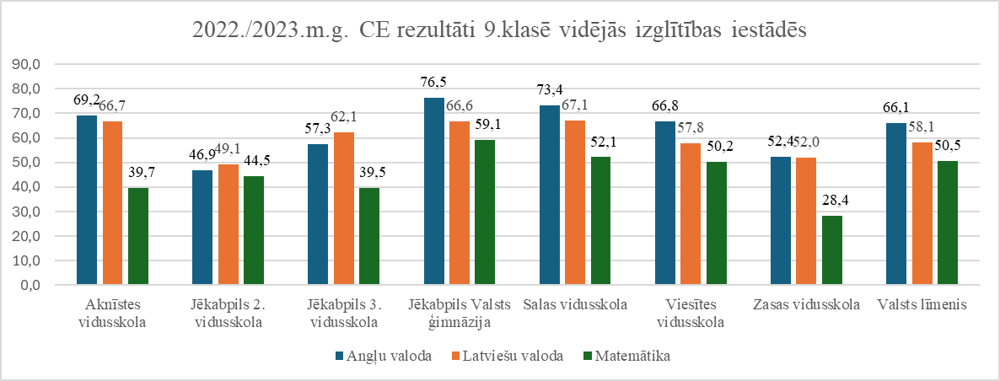 2022./2023.m.g. CE rezultāti 9.klasē vidējās izglītības iestādēs
90,0
80,0
70,0
60,0
50,0
40,0
30,0
20,0
10,0
0,0
69,2 66,7 39,7
46,9 49,1 44,5
57,3 62,1 39,5
76,5 66,6 59,1
73,4 67,1 52,1
66,8 57,8 50,2
52,4 52,0 28,4
66,1 58,1 50,5
Aknīstes
vidusskola
Jēkabpils 2.
vidusskola
Jēkabpils 3.
vidusskola
Jēkabpils Valsts
ģimnāzija
Salas vidusskola
Viesītes
vidusskola
Zasas vidusskola
Valsts līmenis
Angļu valoda Latviešu valoda Matemātika